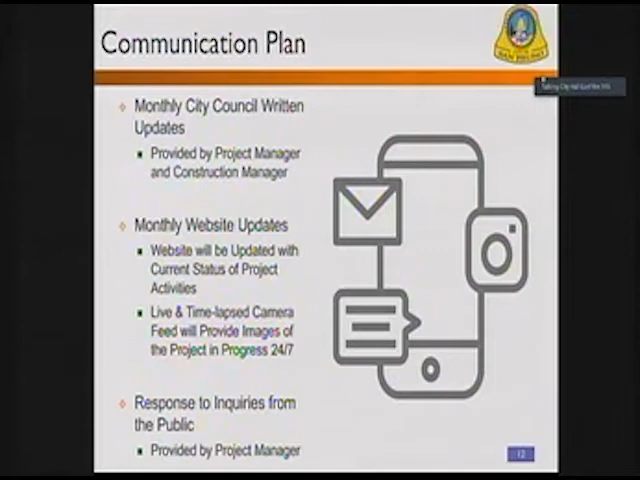 Communication Plan
Monthly City Council Written
Updates
Provided by Project Manager
and Construction Manager
Monthly Website Updates
Website will be Updated with
Current Status of Project
Activities
Live & Time-lapsed Camera
Feed will Provide Images of
the Project in Progress 24/7
Response to Inquiries from
the Public
Provided by Project Manager
12